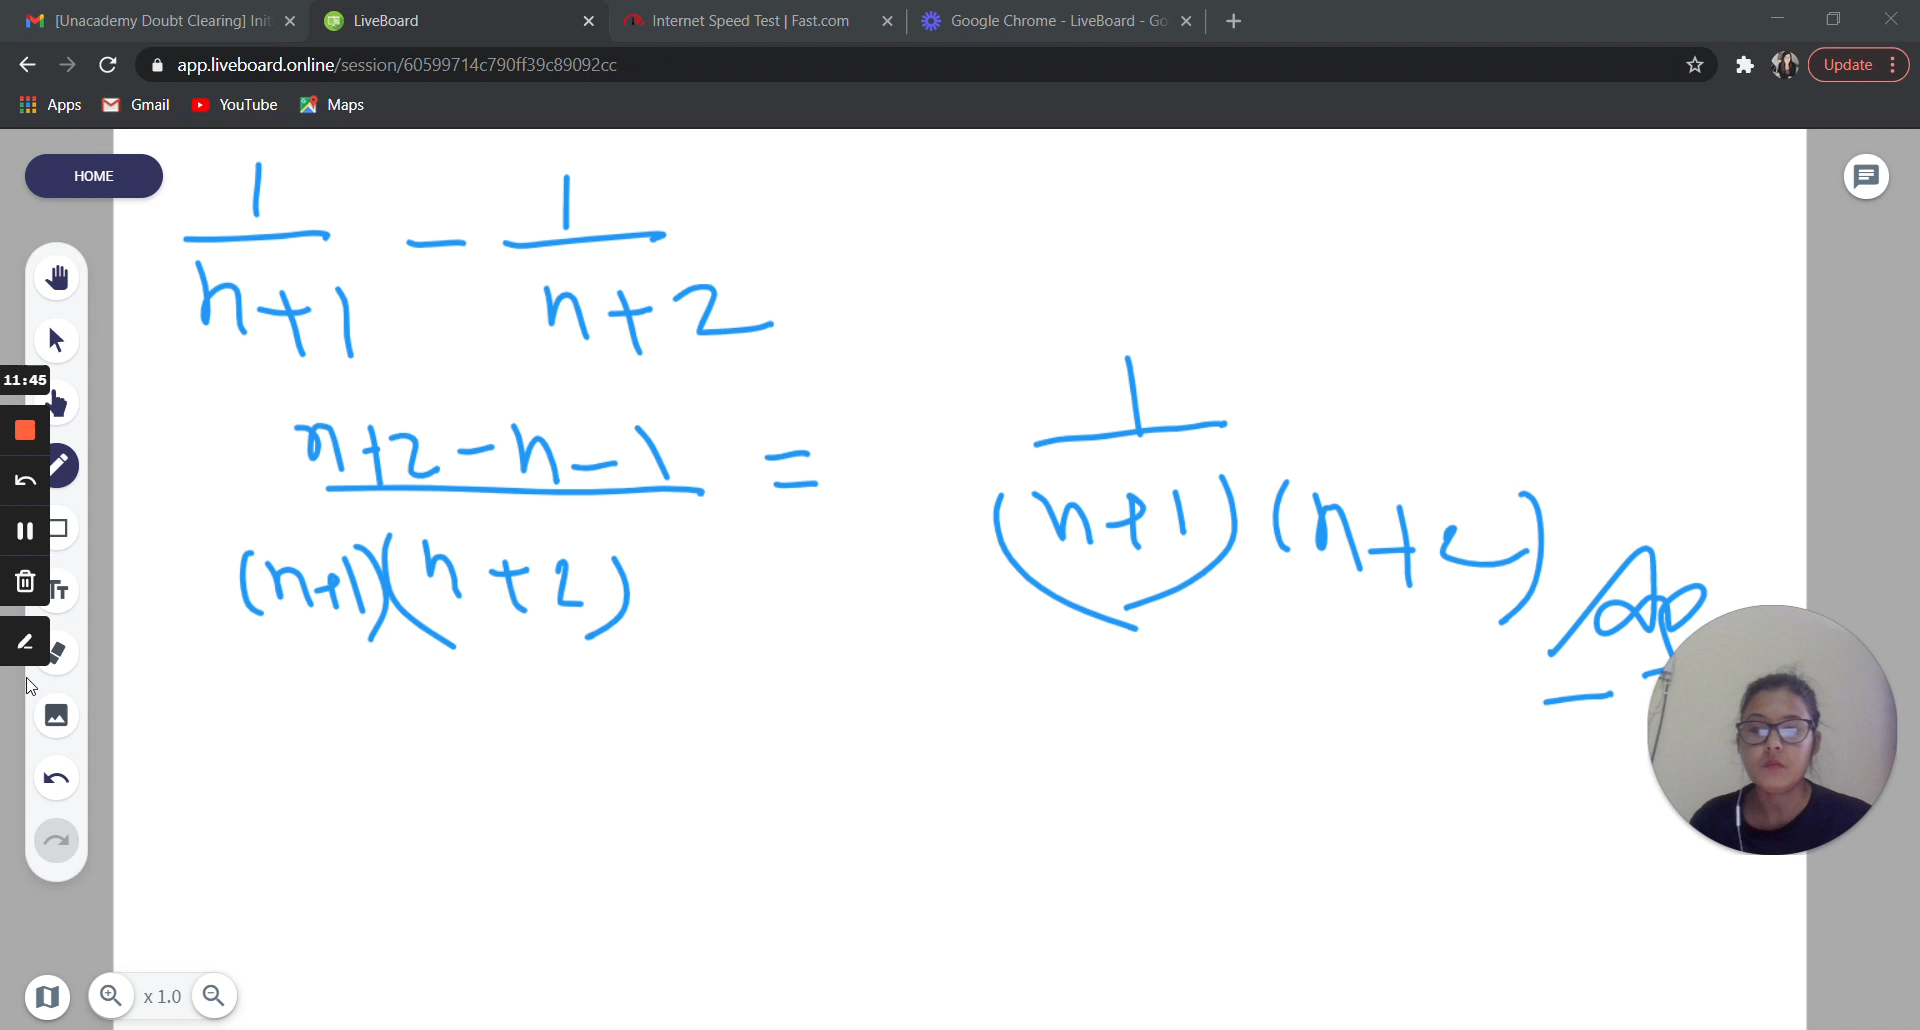 [Unacademy Doubt Clearing] Init
LiveBoard
Internet Speed Test | Fast.com
Google Chrome - LiveBoard - Go
app.liveboard.online/session/60599714c790ff39c89092cc
Update
Apps
Gmail
YouTube
Maps
HOME
1 - 1
n+1 n+2
11:45
n+2-n-1 = 1
(n+1)(n+2) (n+1)(n+2)
Tт
x 1.0